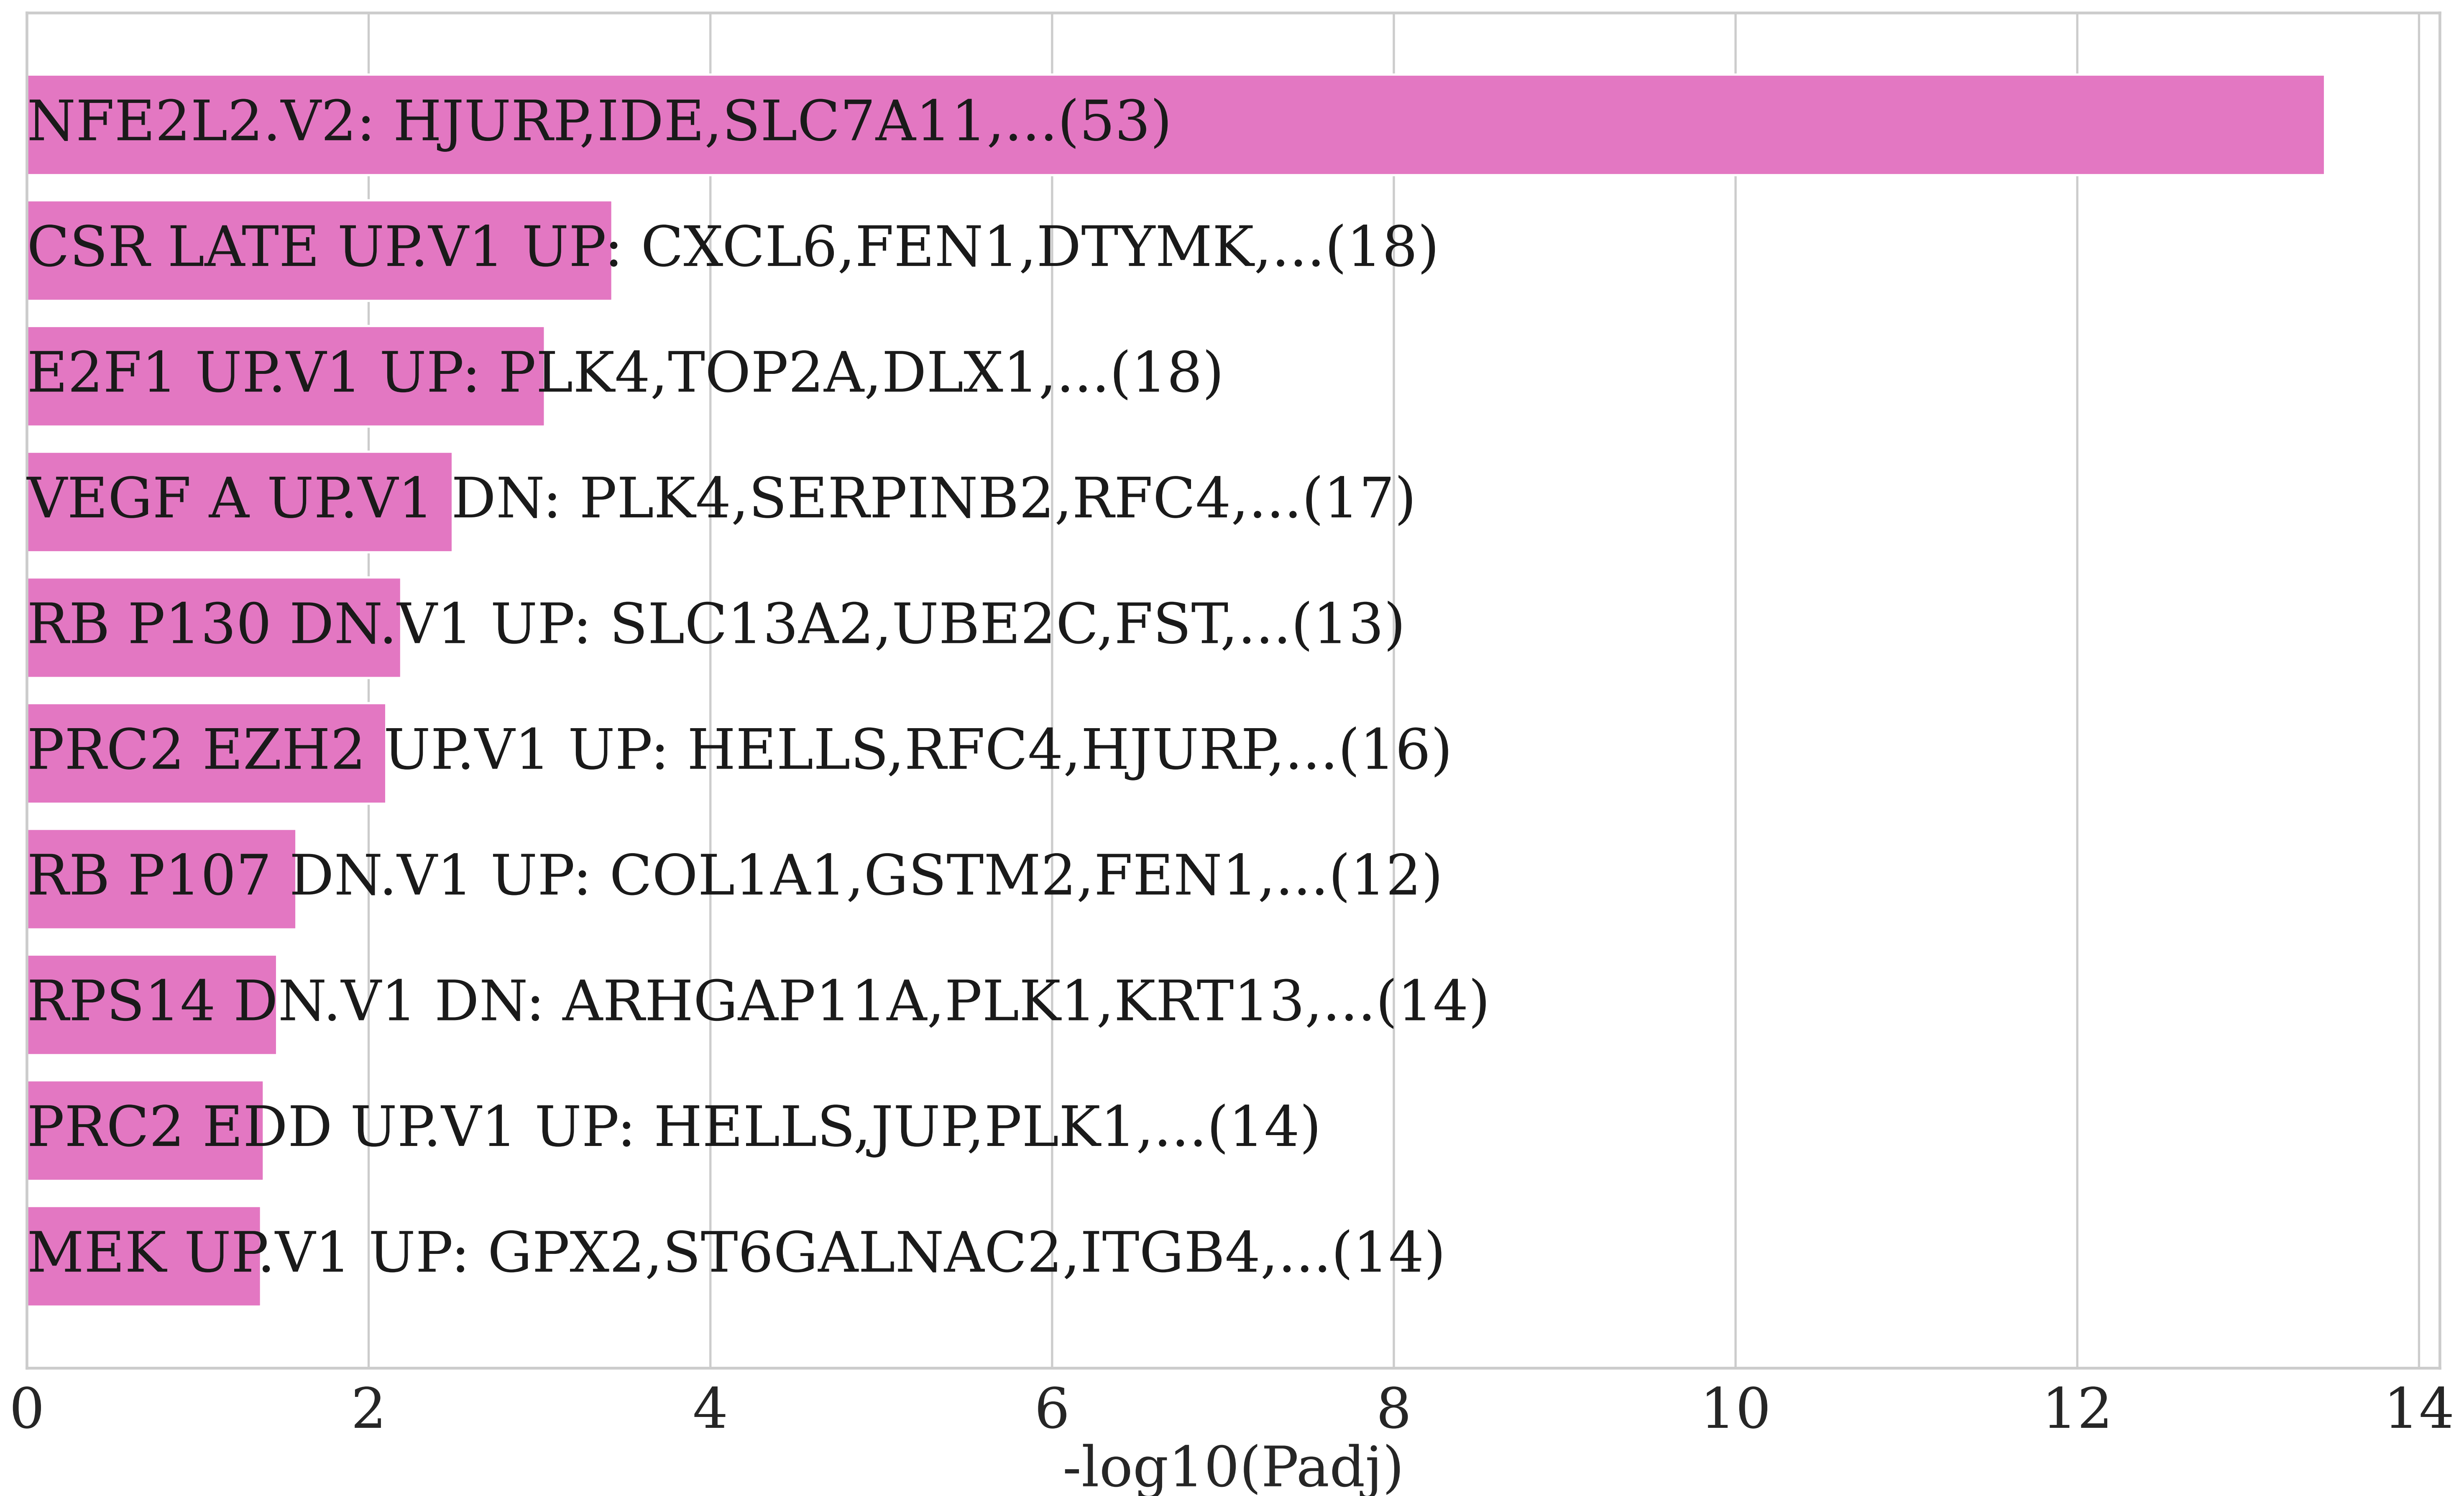 NFE2L2.V2: HJURP,IDE,SLC7A11,...(53)
CSR LATE UP.V1 UP: CXCL6,FEN1,DTYMK,...(18)
E2F1 UP.V1 UP: PLK4,TOP2A,DLX1,...(18)
VEGF A UP.V1 DN: PLK4,SERPINB2,RFC4,...(17)
RB P130 DN.V1 UP: SLC13A2,UBE2C,FST,...(13)
PRC2 EZH2 UP.V1 UP: HELLS,RFC4,HJURP,...(16)
RB P107 DN.V1 UP: COL1A1,GSTM2,FEN1,...(12)
RPS14 DN.V1 DN: ARHGAP11A,PLK1,KRT13,...(14)
PRC2 EDD UP.V1 UP: HELLS,JUP,PLK1,...(14)
MEK UP.V1 UP: GPX2,ST6GALNAC2,ITGB4,...(14)
0 2 4 6 8 10 12 14
-log10(Padj)